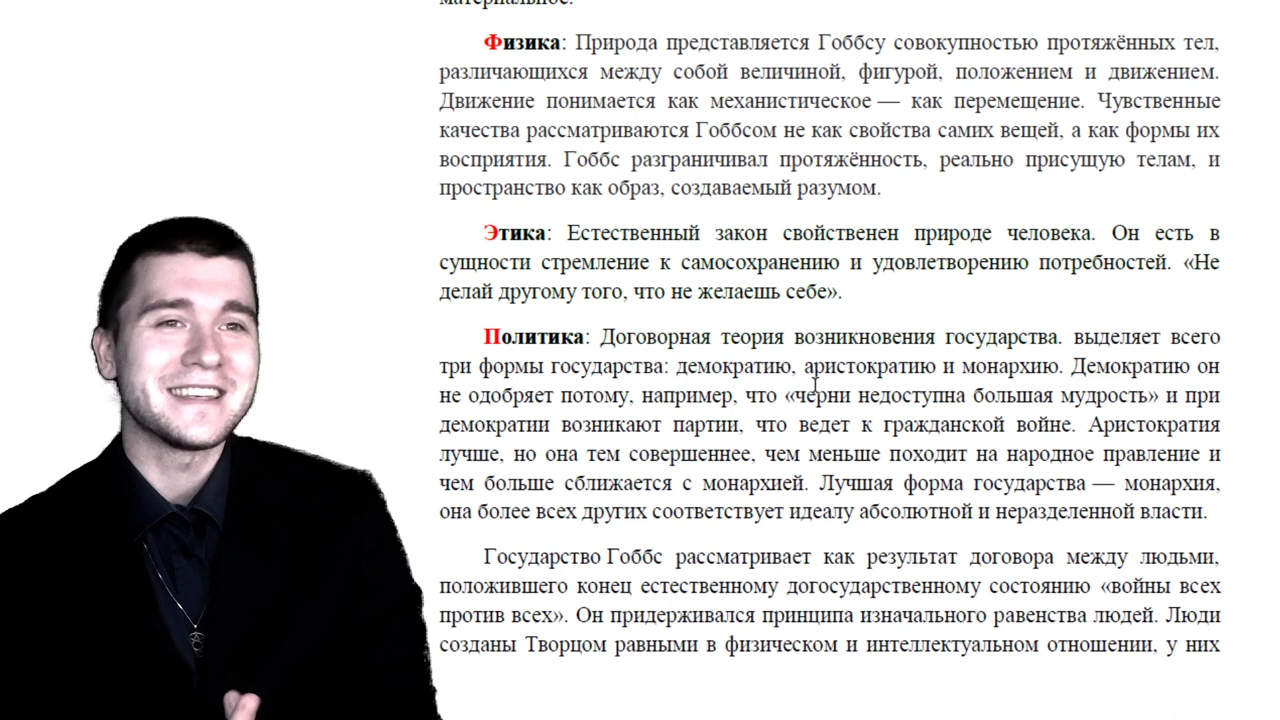 материальное.
Физика: Природа представляется Гоббсу совокупностью протяжённых тел,
различающихся между собой величиной, фигурой, положением и движением.
Движение понимается как механистическое — как перемещение. Чувственные
качества рассматриваются Гоббсом не как свойства самих вещей, а как формы их
восприятия. Гоббс разграничивал протяжённость, реально присущую телам, и
пространство как образ, создаваемый разумом.
Этика: Естественный закон свойственен природе человека. Он есть в
сущности стремление к самосохранению и удовлетворению потребностей. «Не
делай другому того, что не желаешь себе».
Политика: Договорная теория возникновения государства. выделяет всего
три формы государства: демократию, аристократию и монархию. Демократию он
не одобряет потому, например, что «черни недоступна большая мудрость» и при
демократии возникают партии, что ведет к гражданской войне. Аристократия
лучше, но она тем совершеннее, чем меньше походит на народное правление и
чем больше сближается с монархией. Лучшая форма государства — монархия,
она более всех других соответствует идеалу абсолютной и неразделенной власти.
Государство Гоббс рассматривает как результат договора между людьми,
положившего конец естественному догосударственному состоянию «войны всех
против всех». Он придерживался принципа изначального равенства людей. Люди
созданы Творцом равными в физическом и интеллектуальном отношении, у них